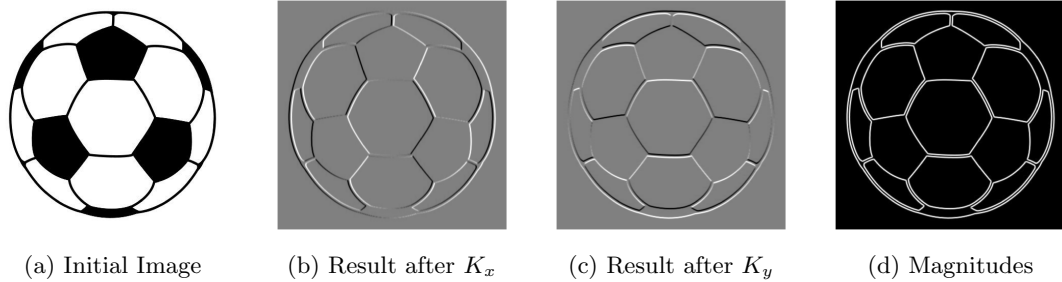 (a) Initial Image (b) Result after $K_x$ (c) Result after $K_y$ (d) Magnitudes